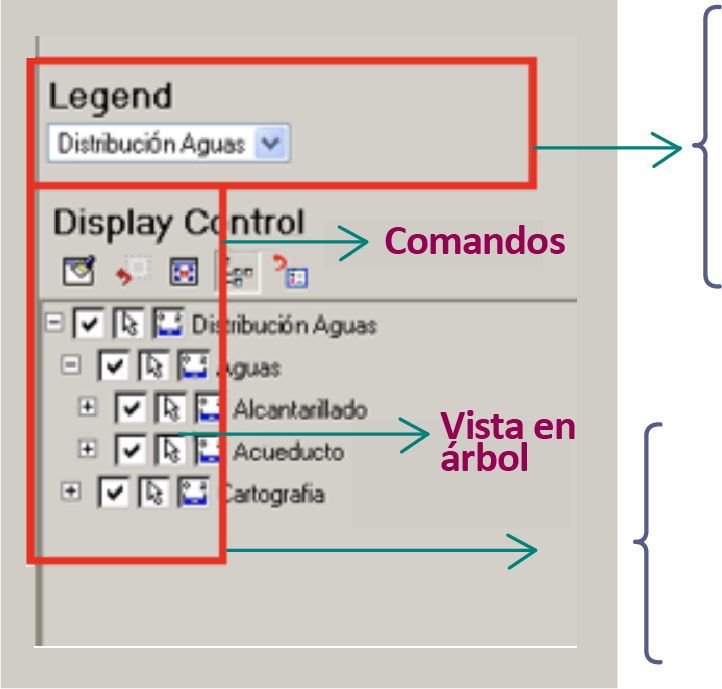 Legend
Distribución Aguas
Display Control
Comandos
Distribución Aguas
Aguas
Alcantarillado
Vista en
árbol
Acueducto
Cartografia